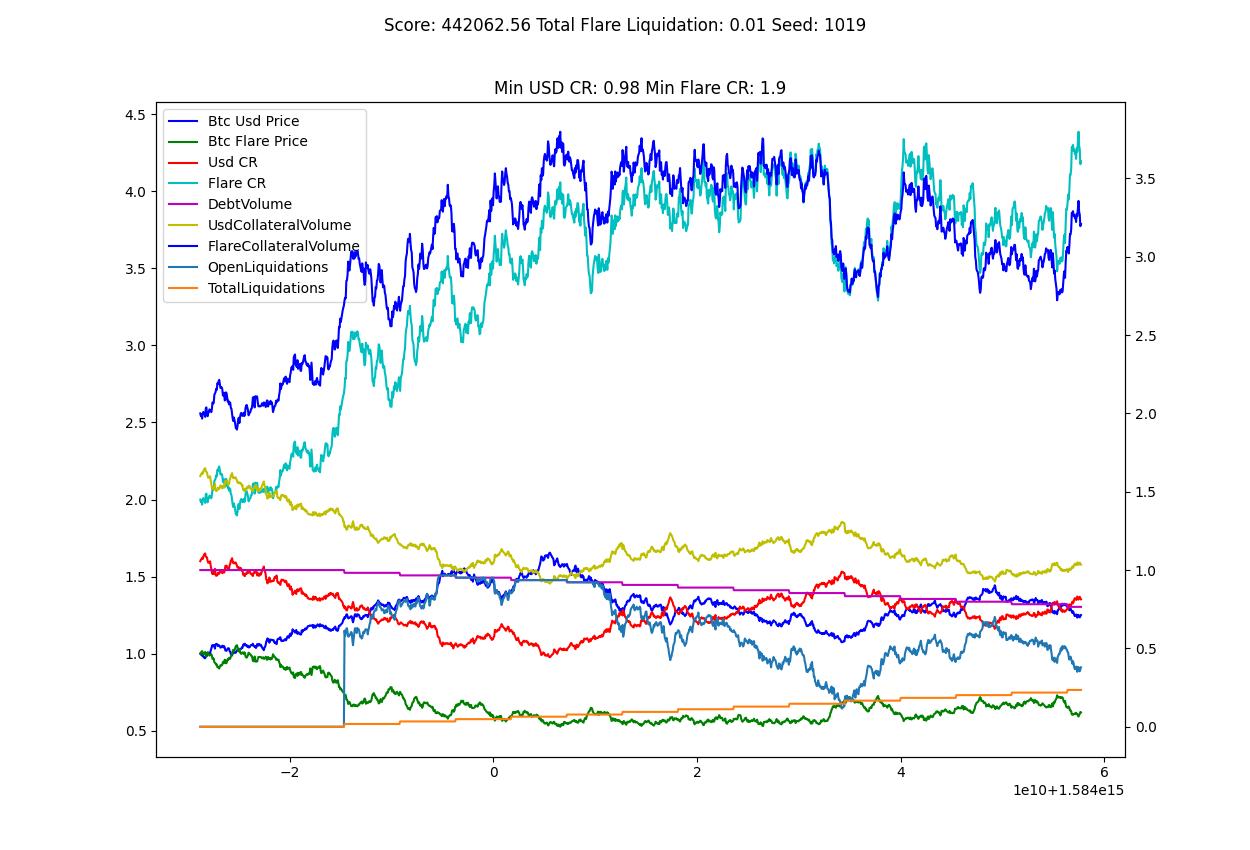 Score: 442062.56 Total Flare Liquidation: 0.01 Seed: 1019
Min USD CR: 0.98 Min Flare CR: 1.9
Btc Usd Price
Btc Flare Price
Usd CR
Flare CR
DebtVolume
UsdCollateralVolume
FlareCollateralVolume
OpenLiquidations
TotalLiquidations
4.5
4.0
3.5
3.0
2.5
2.0
1.5
1.0
0.5
3.5
3.0
2.5
2.0
1.5
1.0
0.5
0.0
−2 0 2 4 6
1e10+1.584e15